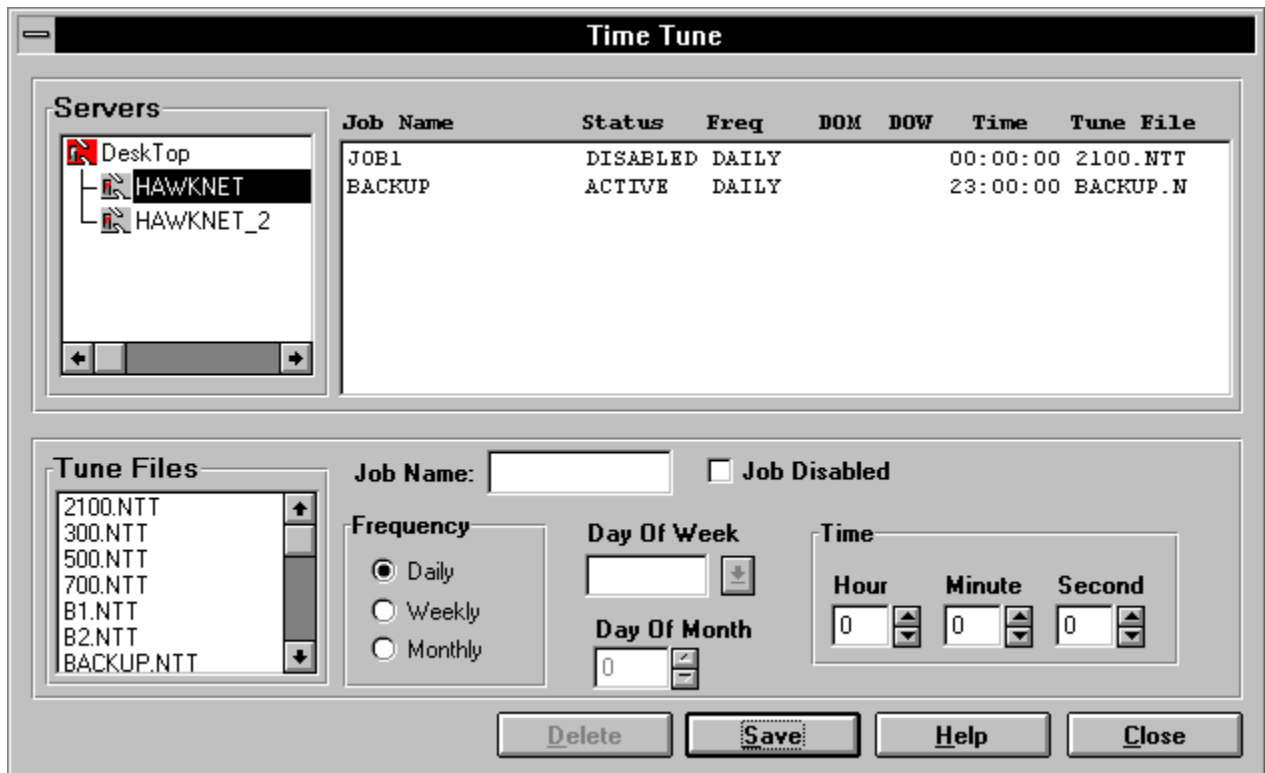 Time Tune
Servers
DeskTop
HAWKNET
HAWKNET_2
Job Name Status Freq DOM DOW Time Tune File
JOB1 DISABLED DAILY 00:00:00 2100.NTT
BACKUP ACTIVE DAILY 23:00:00 BACKUP.N
Tune Files
2100.NTT
300.NTT
500.NTT
700.NTT
B1.NTT
B2.NTT
BACKUP.NTT
Job Name:
Job Disabled
Frequency
Daily
Weekly
Monthly
Day Of Week
Day Of Month
0
Time
Hour Minute Second
0 0 0
Delete Save Help Close